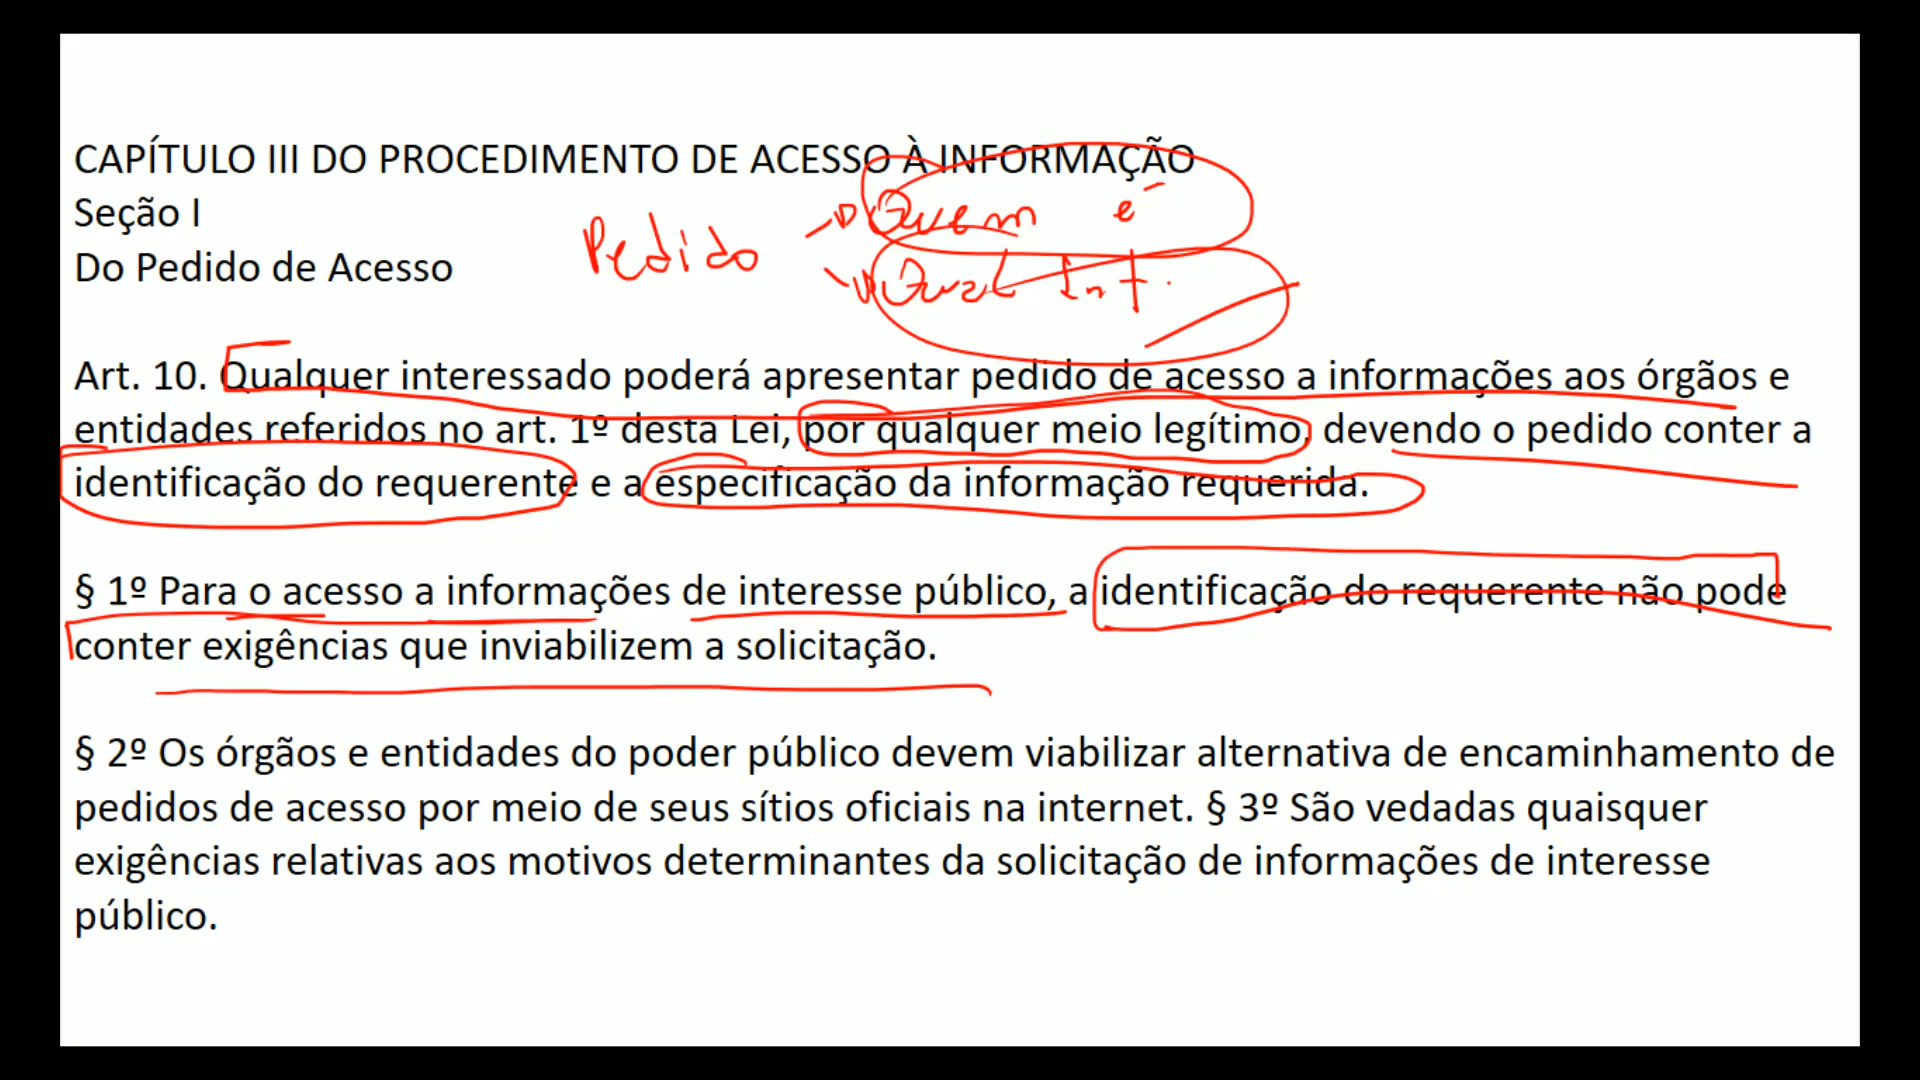 CAPÍTULO III DO PROCEDIMENTO DE ACESSO À INFORMAÇÃO
Seção I
Quem é
Pedido
Do Pedido de Acesso
Qual Inf.
Art. 10. Qualquer interessado poderá apresentar pedido de acesso a informações aos órgãos e
entidades referidos no art. 1º desta Lei, por qualquer meio legítimo, devendo o pedido conter a
identificação do requerente e a especificação da informação requerida.
§ 1º Para o acesso a informações de interesse público, a identificação do requerente não pode
conter exigências que inviabilizem a solicitação.
§ 2º Os órgãos e entidades do poder público devem viabilizar alternativa de encaminhamento de
pedidos de acesso por meio de seus sítios oficiais na internet. § 3º São vedadas quaisquer
exigências relativas aos motivos determinantes da solicitação de informações de interesse
público.